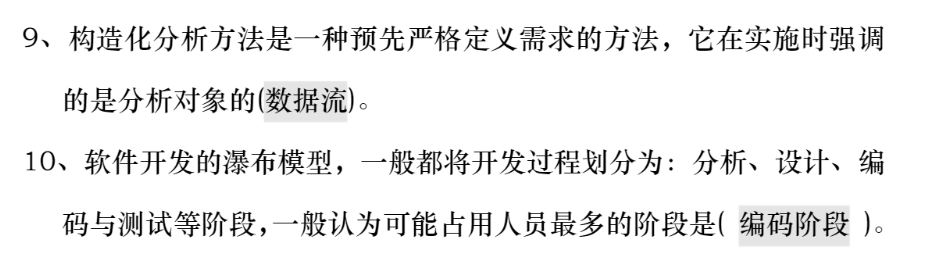 9、构造化分析方法是一种预先严格定义需求的方法，它在实施时强调
的是分析对象的(数据流)。
10、软件开发的瀑布模型，一般都将开发过程划分为：分析、设计、编
码与测试等阶段，一般认为可能占用人员最多的阶段是( 编码阶段 )。